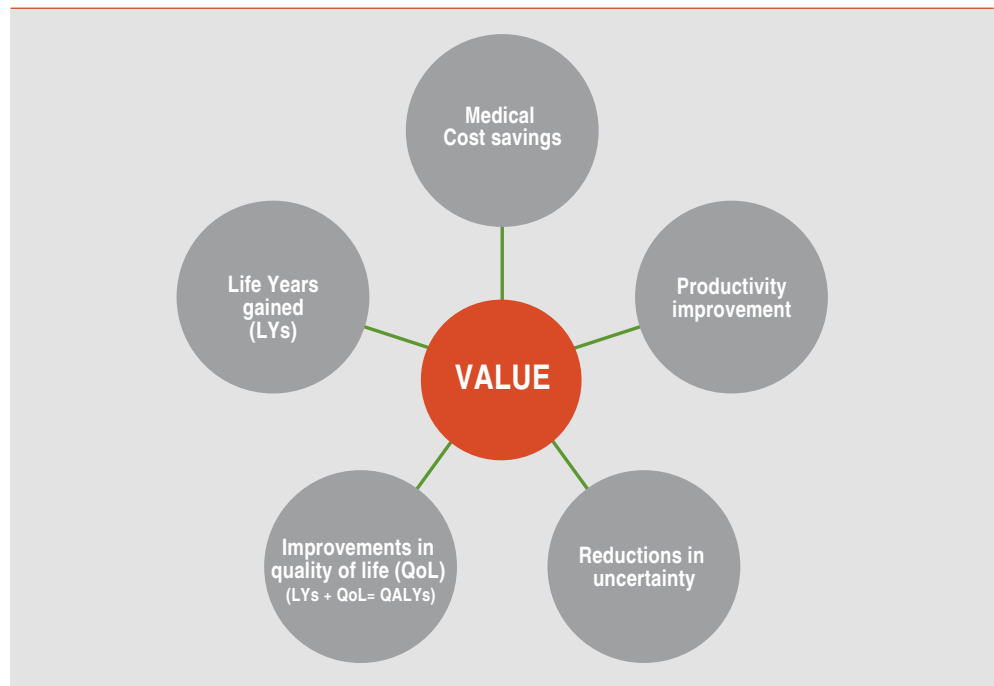 Medical
Cost savings
Life Years
gained
(LYs)
Productivity
improvement
VALUE
Improvements in
quality of life (QoL)
(LYs + QoL= QALYs)
Reductions in
uncertainty